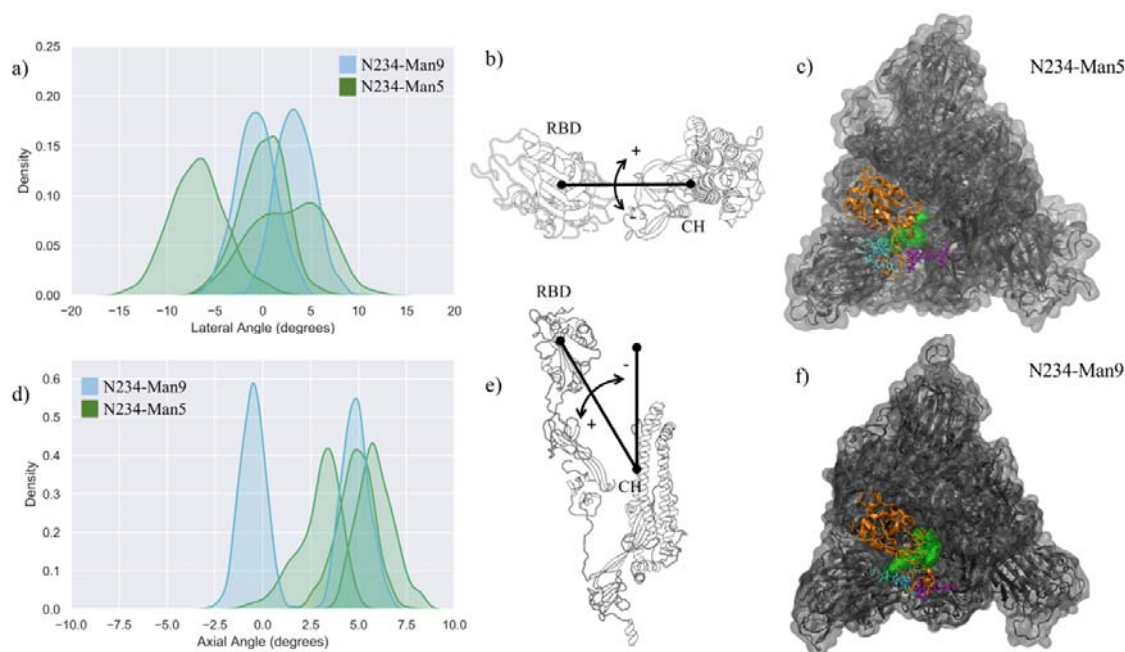 a)
0.25
0.20
0.15
0.10
0.05
0.00
Density
N234-Man9
N234-Man5
−20 −15 −10 −5 0 5 10 15 20
Lateral Angle (degrees)
b)
RBD
+
-
CH
c)
N234-Man5
d)
0.6
0.5
0.4
0.3
0.2
0.1
0.0
Density
N234-Man9
N234-Man5
−10.0 −7.5 −5.0 −2.5 0.0 2.5 5.0 7.5 10.0
Axial Angle (degrees)
e)
RBD
-
+
CH
f)
N234-Man9